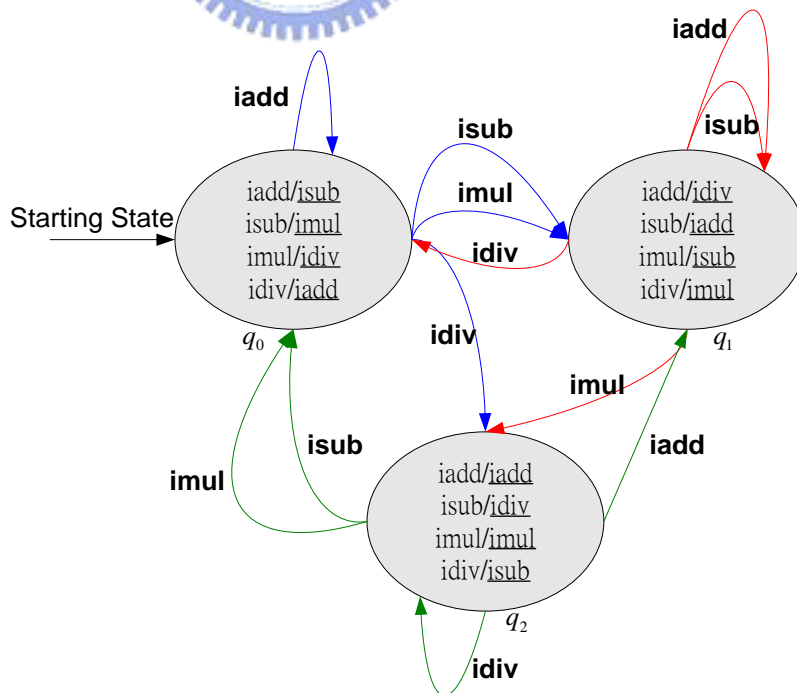 iadd
iadd
isub
isub
imul
idiv
Starting State
iadd/isub
isub/imul
imul/idiv
idiv/iadd
q0
iadd/idiv
isub/iadd
imul/isub
idiv/imul
q1
idiv
imul
isub
imul
iadd
iadd/iadd
isub/idiv
imul/imul
idiv/isub
q2
idiv